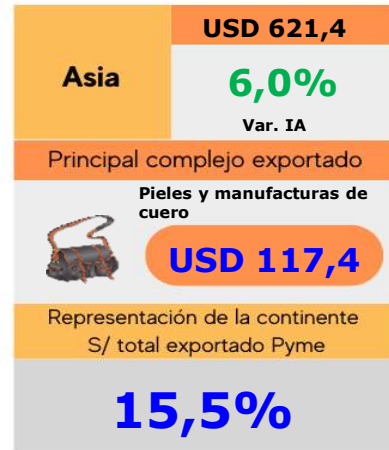 USD 621,4
Asia
6,0%
Var. IA
Principal complejo exportado
Pieles y manufacturas de
cuero
USD 117,4
Representación de la continente
S/ total exportado Pyme
15,5%